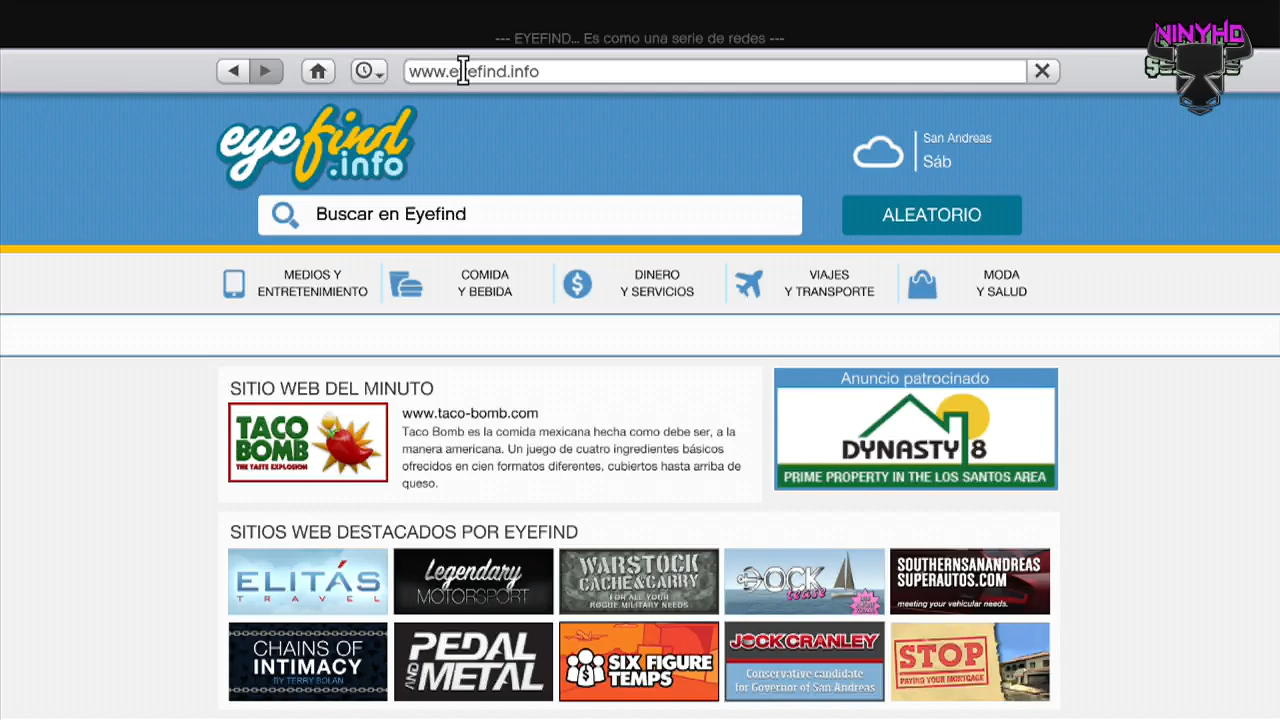 --- EYEFIND... Es como una serie de redes ---
NINYHD
www.eyefind.info
eyefind
.info
San Andreas
Sáb
Buscar en Eyefind
ALEATORIO
MEDIOS Y
ENTRETENIMIENTO
COMIDA
Y BEBIDA
DINERO
Y SERVICIOS
VIAJES
Y TRANSPORTE
MODA
Y SALUD
SITIO WEB DEL MINUTO
TACO
BOMB
THE TASTE EXPLOSION
www.taco-bomb.com
Taco Bomb es la comida mexicana hecha como debe ser, a la
manera americana. Un juego de cuatro ingredientes básicos
ofrecidos en cien formatos diferentes, cubiertos hasta arriba de
queso.
Anuncio patrocinado
DYNASTY 8
PRIME PROPERTY IN THE LOS SANTOS AREA
SITIOS WEB DESTACADOS POR EYEFIND
ELITÁS
TRAVEL
Legendary
MOTORSPORT
WARSTOCK
CACHE & CARRY
FOR ALL YOUR
ROGUE MILITARY NEEDS
DOCK
tease
SOUTHERNSANANDREAS
SUPERAUTOS.COM
meeting your vehicular needs.
CHAINS OF
INTIMACY
BY TERRY BOLAN
PEDAL
AND METAL
SIX FIGURE
TEMPS
JOCK CRANLEY
Conservative candidate
for Governor of San Andreas
STOP
PAYING YOUR MORTGAGE